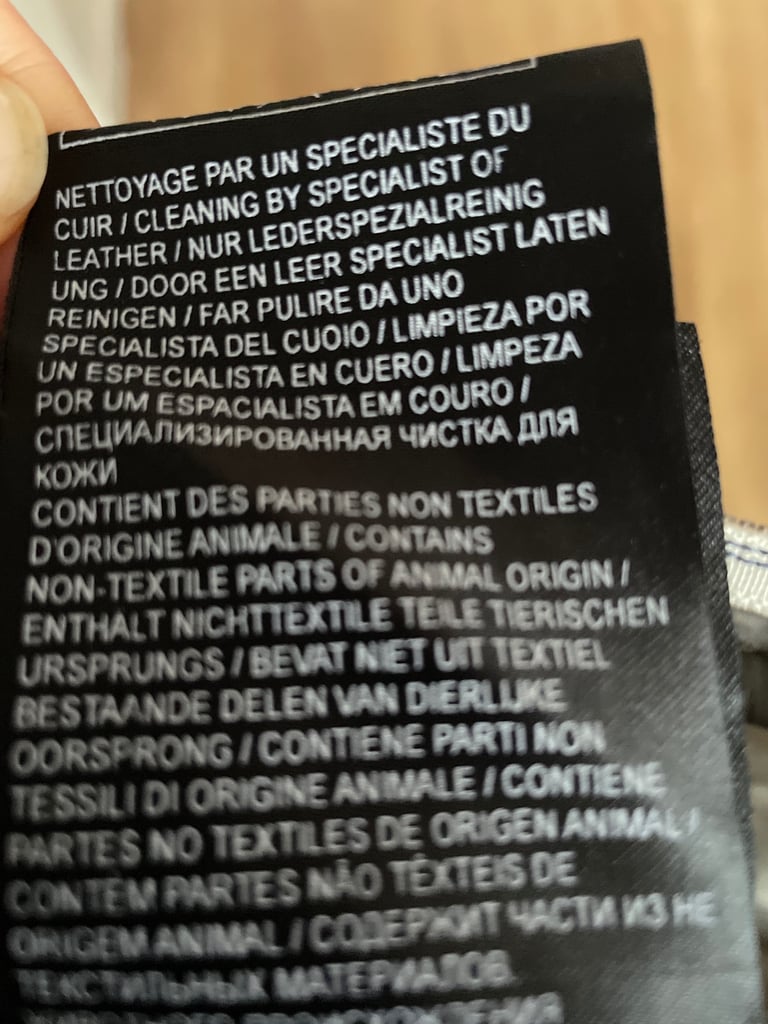 NETTOYAGE PAR UN SPECIALISTE DU
CUIR / CLEANING BY SPECIALIST OF
LEATHER / NUR LEDERSPEZIALREINIG
UNG / DOOR EEN LEER SPECIALIST LATEN
REINIGEN / FAR PULIRE DA UNO
SPECIALISTA DEL CUOIO / LIMPIEZA POR
UN ESPECIALISTA EN CUERO / LIMPEZA
POR UM ESPACIALISTA EM COURO /
СПЕЦИАЛИЗИРОВАННАЯ ЧИСТКА ДЛЯ
КОЖИ
CONTIENT DES PARTIES NON TEXTILES
D'ORIGINE ANIMALE / CONTAINS
NON-TEXTILE PARTS OF ANIMAL ORIGIN /
ENTHALT NICHTTEXTILE TEILE TIERISCHEN
URSPRUNGS / BEVAT NIET UIT TEXTIEL
BESTAANDE DELEN VAN DIERLIJKE
OORSPRONG / CONTIENE PARTI NON
TESSILI DI ORIGINE ANIMALE / CONTIENE
PARTES NO TEXTILES DE ORIGEN ANIMAL /
CONTÉM PARTES NÃO TÊXTEIS DE
ORIGEM ANIMAL / СОДЕРЖИТ ЧАСТИ ИЗ НЕ
ТЕКСТИЛЬНЫХ МАТЕРИАЛОВ